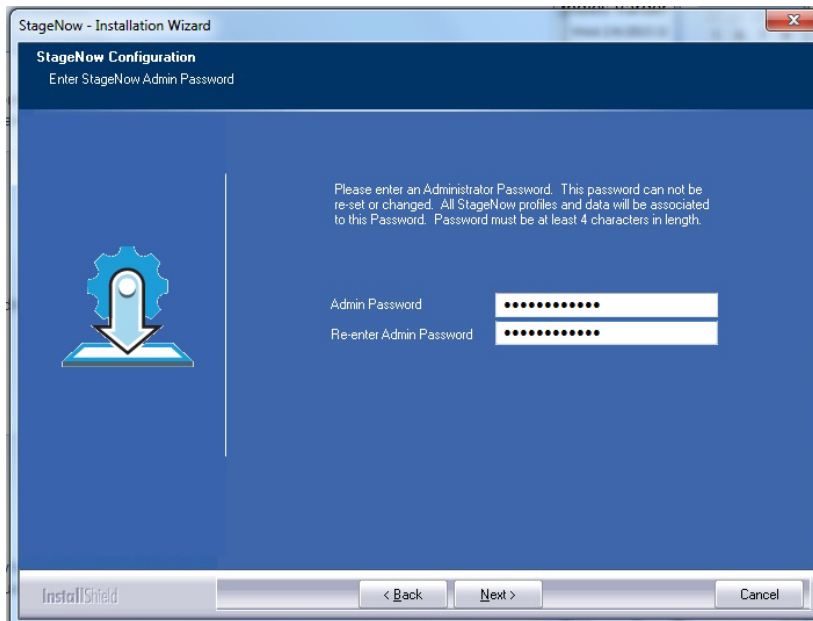 StageNow - Installation Wizard
StageNow Configuration
Enter StageNow Admin Password
Please enter an Administrator Password. This password can not be
re-set or changed. All StageNow profiles and data will be associated
to this Password. Password must be at least 4 characters in length.
Admin Password ••••••••••••
Re-enter Admin Password ••••••••••••
InstallShield
< Back
Next >
Cancel